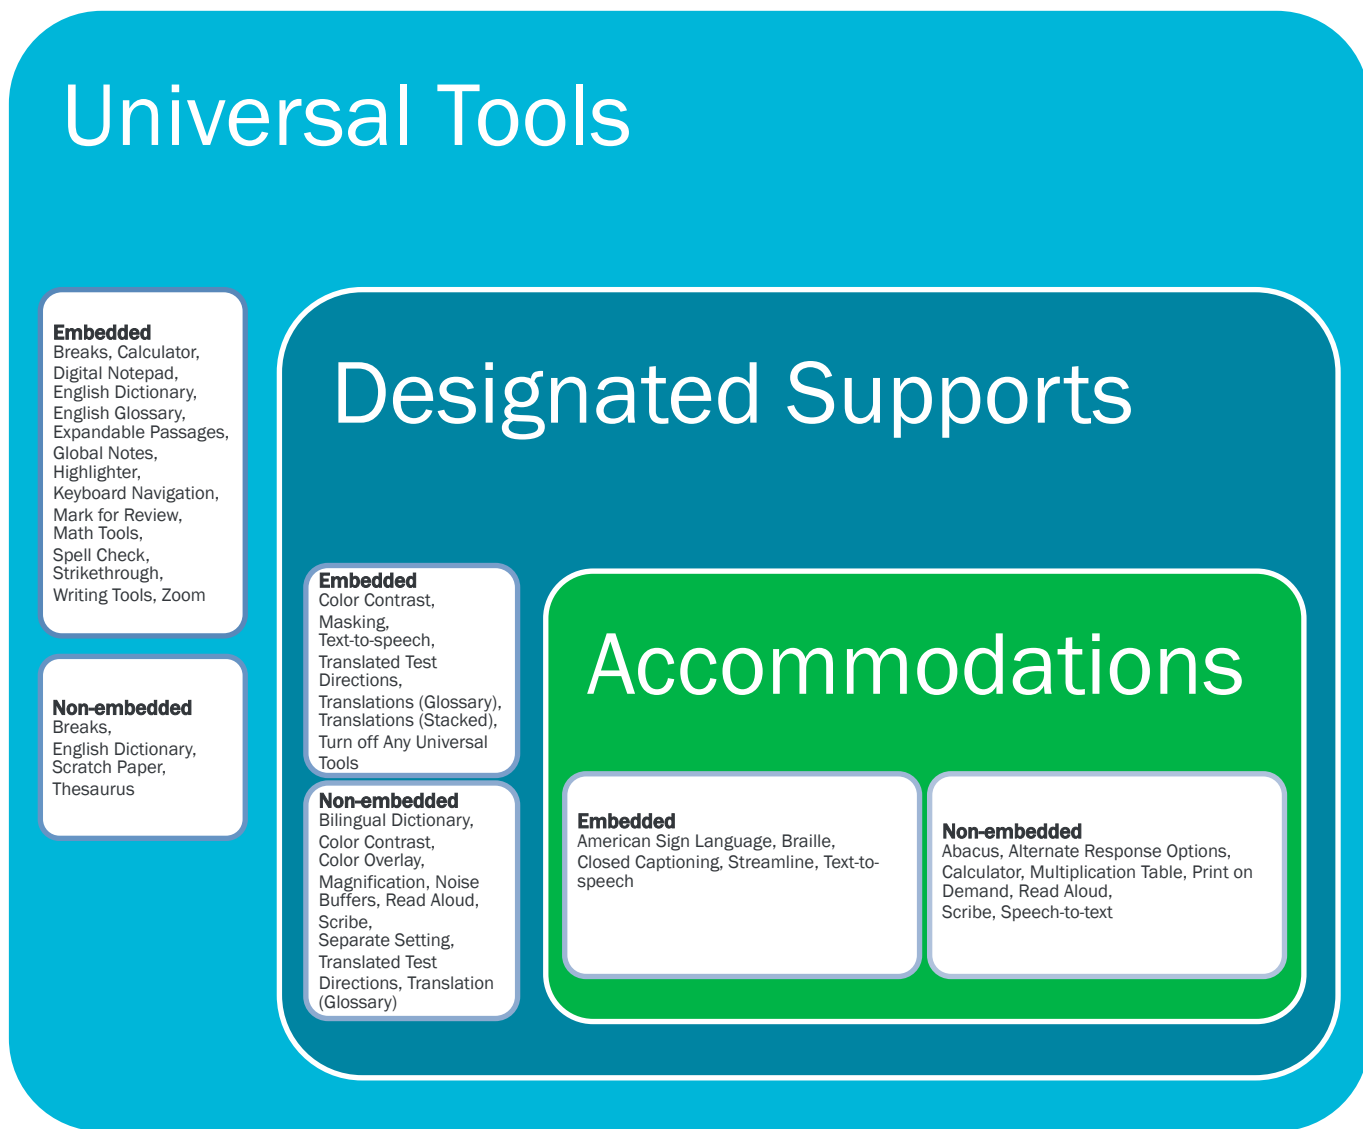 Universal Tools
Embedded
Breaks, Calculator,
Digital Notepad,
English Dictionary,
English Glossary,
Expandable Passages,
Global Notes,
Highlighter,
Keyboard Navigation,
Mark for Review,
Math Tools,
Spell Check,
Strikethrough,
Writing Tools, Zoom
Non-embedded
Breaks,
English Dictionary,
Scratch Paper,
Thesaurus
Designated Supports
Embedded
Color Contrast,
Masking,
Text-to-speech,
Translated Test
Directions,
Translations (Glossary),
Translations (Stacked),
Turn off Any Universal
Tools
Non-embedded
Bilingual Dictionary,
Color Contrast,
Color Overlay,
Magnification, Noise
Buffers, Read Aloud,
Scribe,
Separate Setting,
Translated Test
Directions, Translation
(Glossary)
Accommodations
Embedded
American Sign Language, Braille,
Closed Captioning, Streamline, Text-to-
speech
Non-embedded
Abacus, Alternate Response Options,
Calculator, Multiplication Table, Print on
Demand, Read Aloud,
Scribe, Speech-to-text